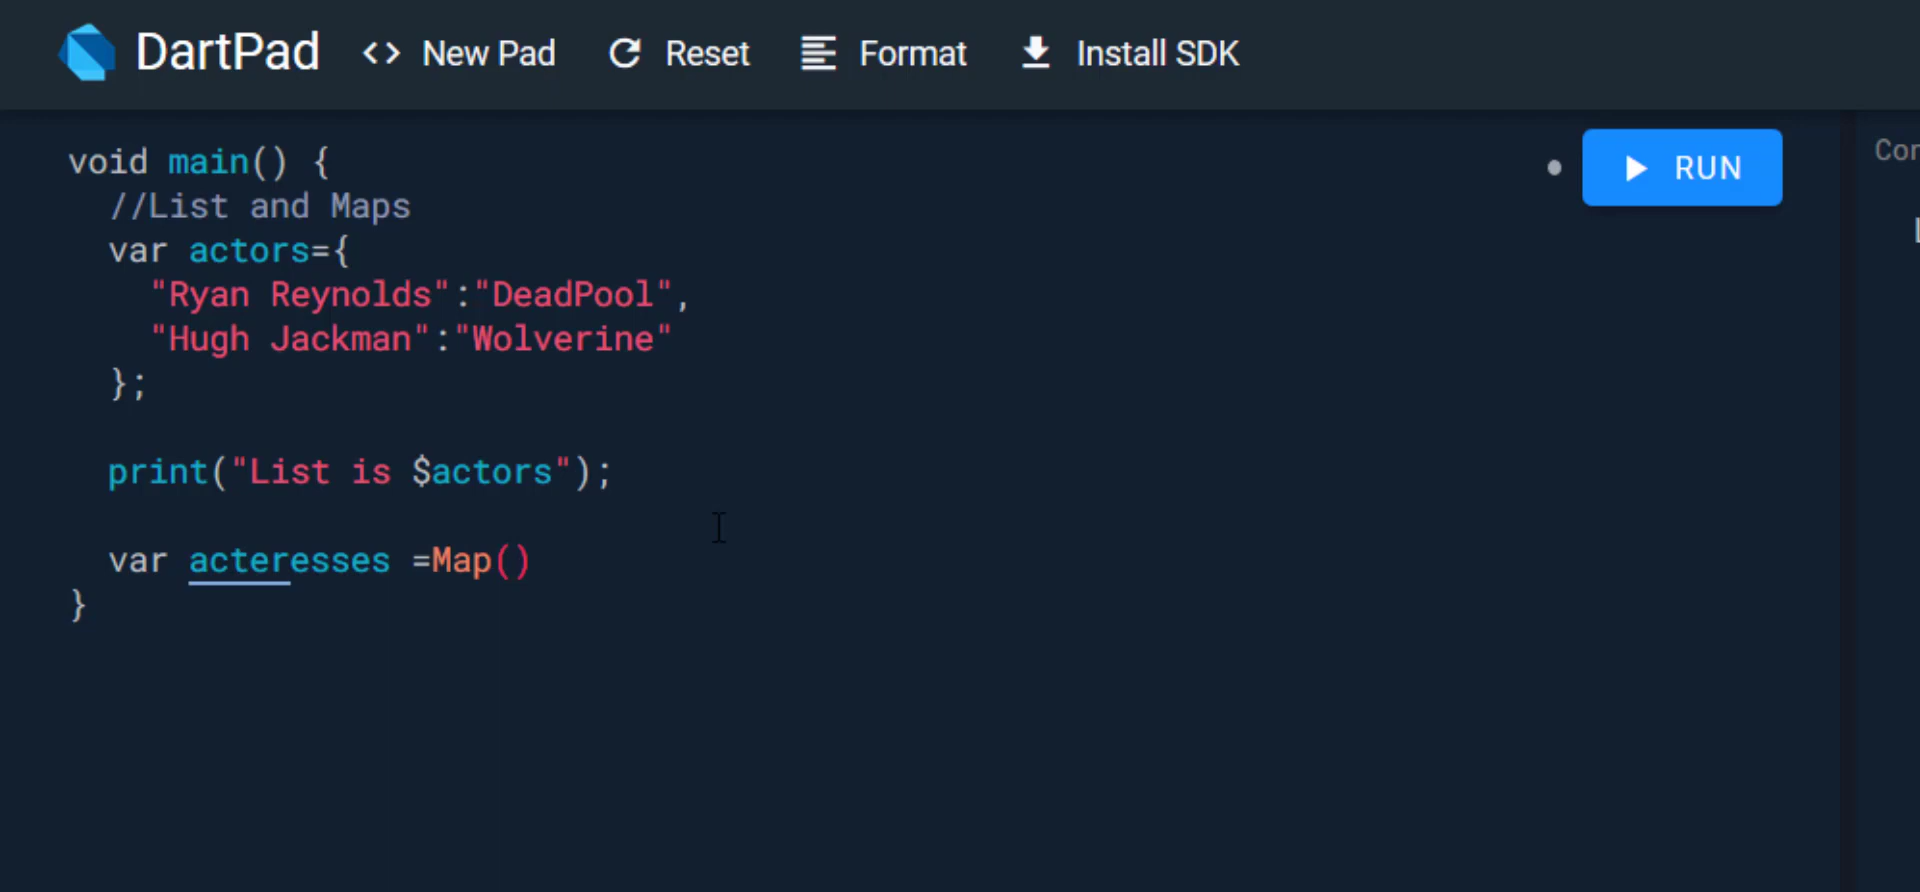 DartPad <> New Pad Reset Format Install SDK
void main() {
//List and Maps
var actors={
"Ryan Reynolds":"DeadPool",
"Hugh Jackman":"Wolverine"
};
print("List is $actors");
var acteresses =Map()
}
RUN